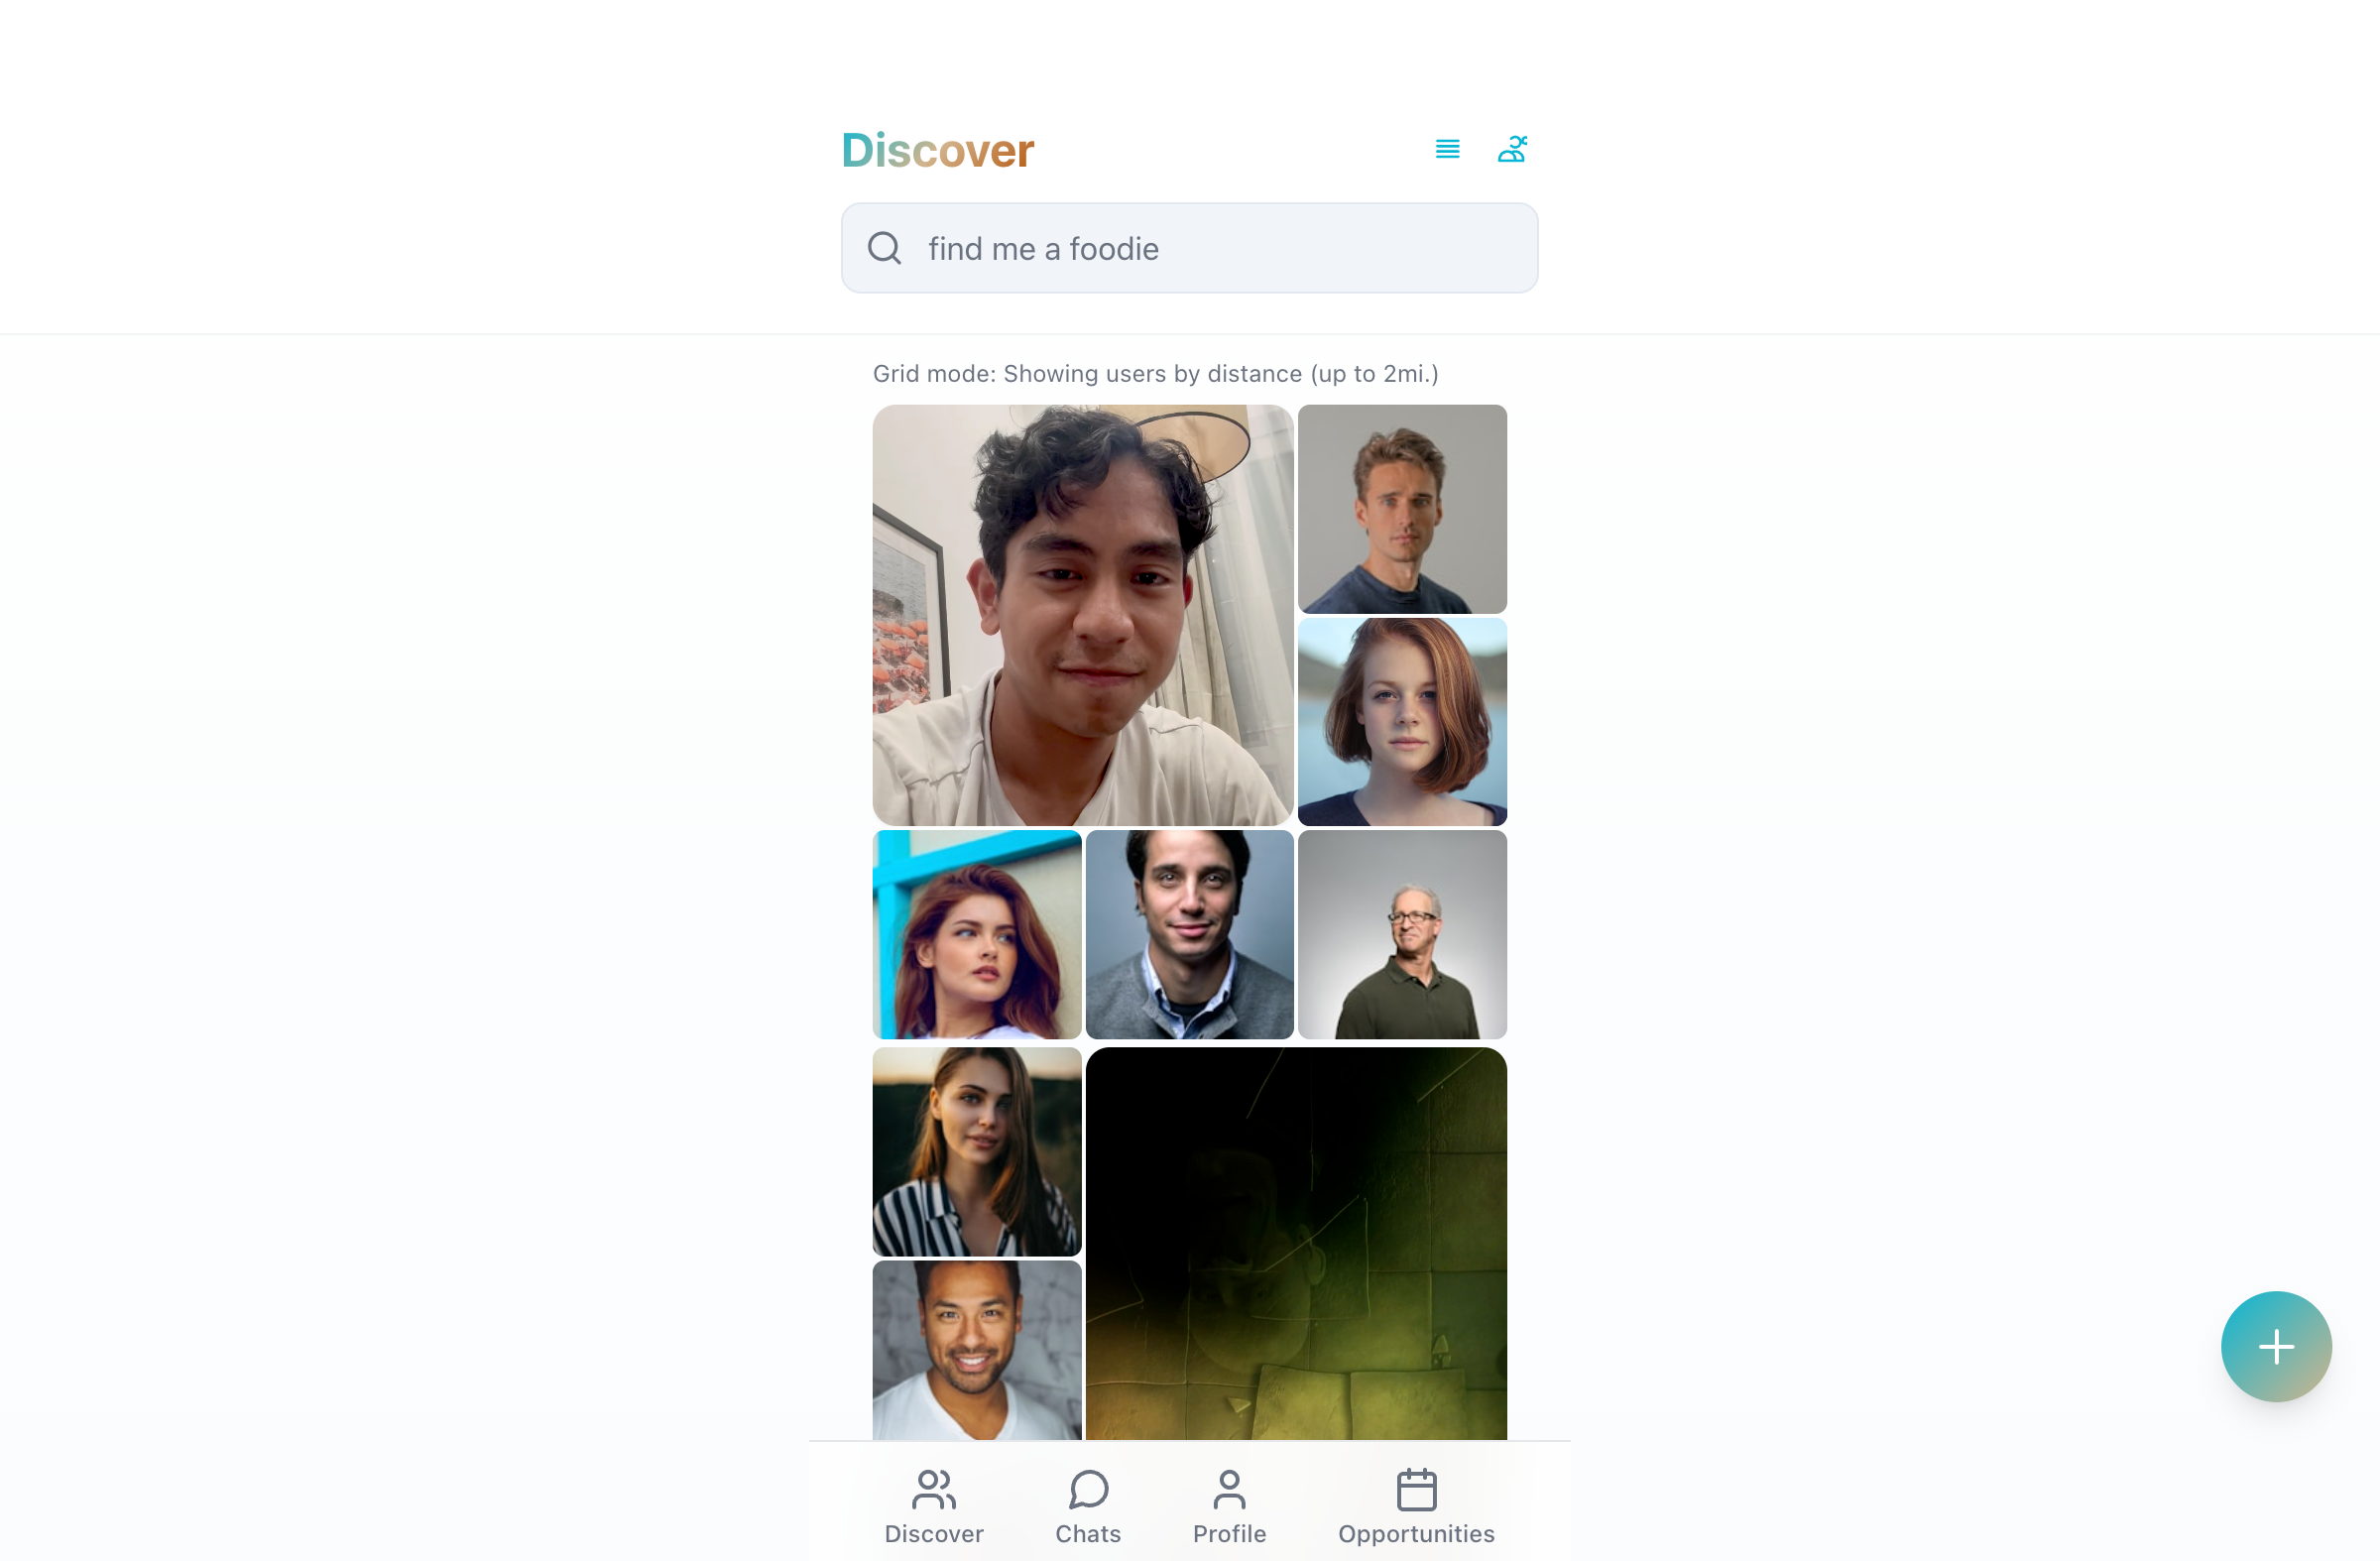 Discover
find me a foodie
Grid mode: Showing users by distance (up to 2mi.)
Discover
Chats
Profile
Opportunities